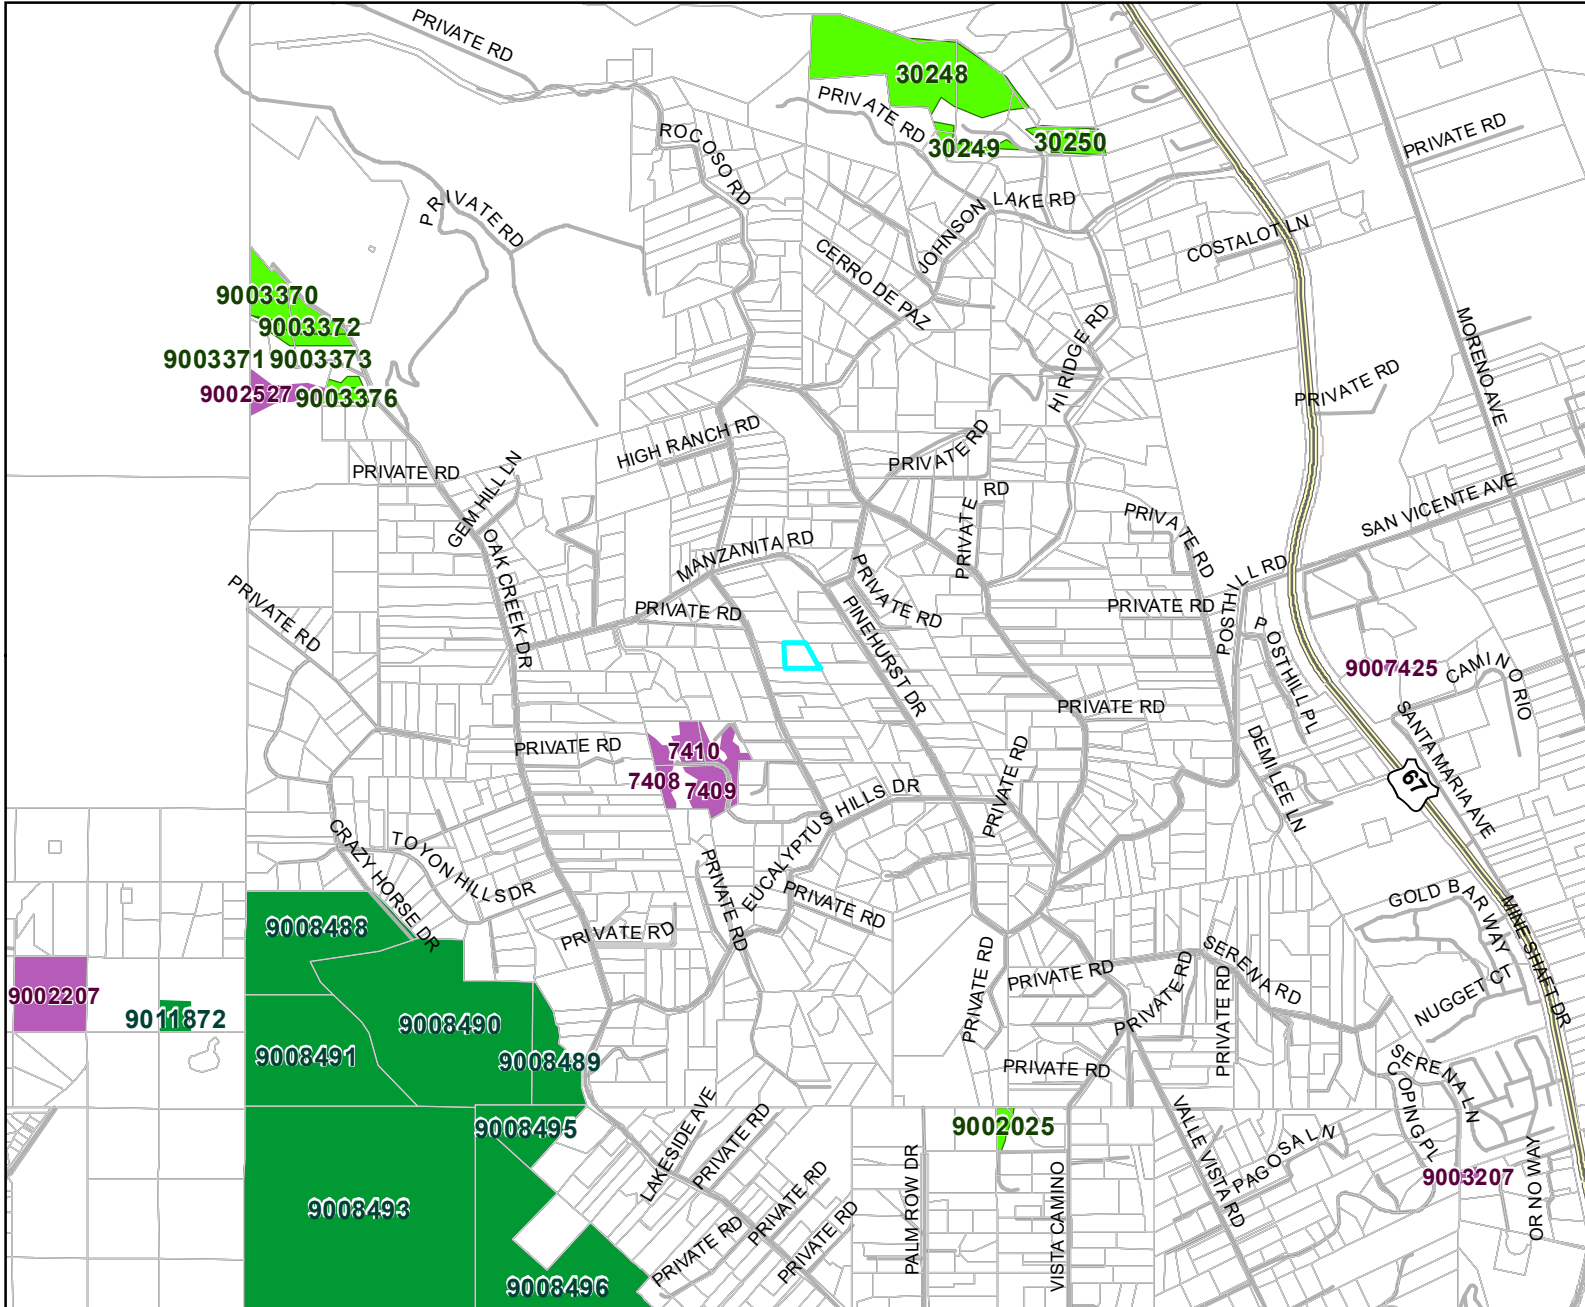 PRIVATE RD
30248
PRIVATE RD
PRIVATE RD
ROCOSO RD
30249
30250
PRIVATE RD
LAKE RD
JOHNSON
COSTALOT LN
CERRO DE PAZ
9003370
9003372
9003371
9003373
9002527
9003376
HI RIDGE RD
MORENO AVE
PRIVATE RD
HIGH RANCH RD
PRIVATE RD
PRIVATE RD
GEM HILL LN
PRIVATE RD
SAN VICENTE AVE
PRIVATE RD
OAK CREEK DR
MANZANITA RD
PRIVATE RD
POSTHILL RD
PRIVATE RD
PRIVATE RD
PRIVATE RD
PINEHURST DR
POSTHILL PL
9007425
CAMINO RIO
PRIVATE RD
SANTA MARIA AVE
PRIVATE RD
7410
7408
7409
PRIVATE RD
DEMI LEE LN
67
EUCALYPTUS HILLS DR
CRAZY HORSE DR
TOYON HILLS DR
PRIVATE RD
PRIVATE RD
PRIVATE RD
GOLD BAR WAY
MINE SHAFT DR
9008488
PRIVATE RD
PRIVATE RD
SERENA RD
PRIVATE RD
PRIVATE RD
NUGGET CT
9002207
9011872
9008490
9008491
9008489
PRIVATE RD
SERENA LN
COPING PL
9008495
LAKESIDE AVE
PRIVATE RD
9002025
VALLE VISTA RD
PAGOSA LN
9003207
ORNO WAY
9008493
PRIVATE RD
PRIVATE RD
PRIVATE RD
PALM ROW DR
VISTA CAMINO
9008496